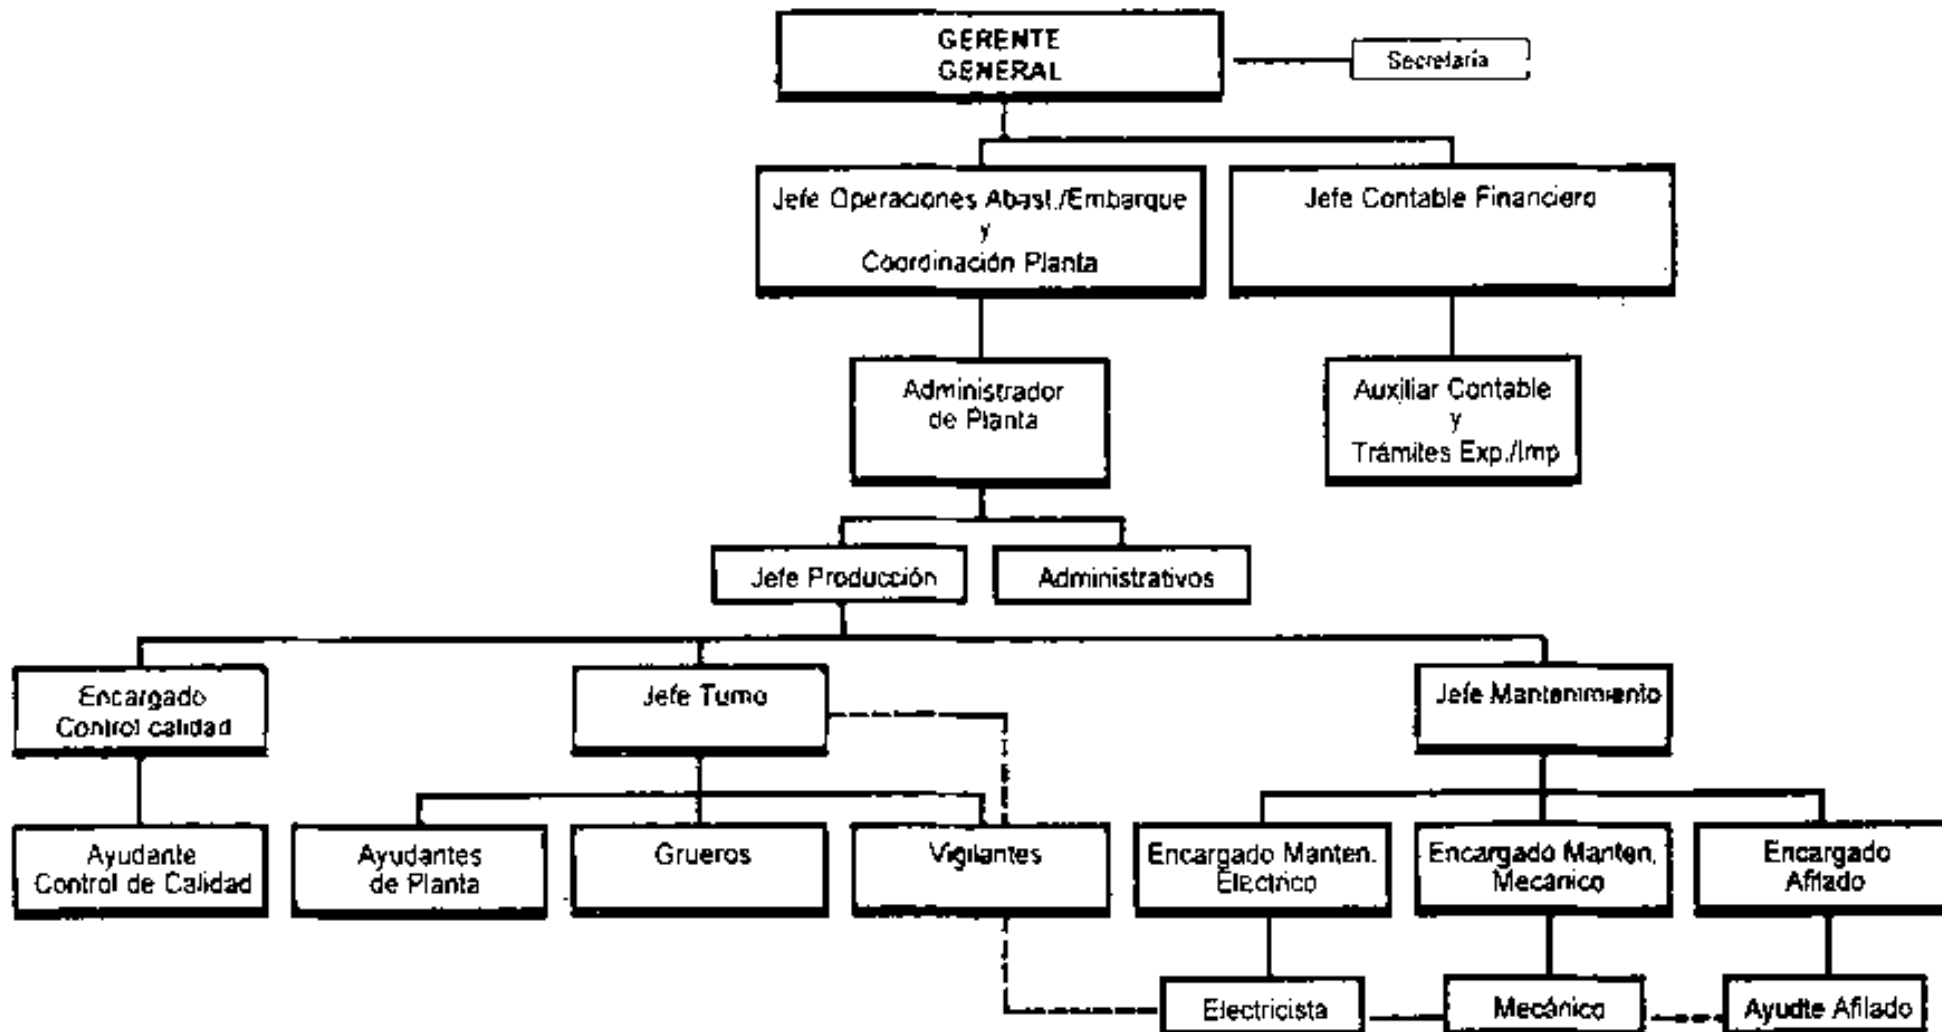 GERENTE
GENERAL
Secretaría
Jefe Operaciones Abast./Embarque
y
Coordinación Planta
Jefe Contable Financiero
Administrador
de Planta
Auxiliar Contable
y
Trámites Exp./Imp
Jefe Producción
Administrativos
Encargado
Control calidad
Jefe Turno
Jefe Mantenimiento
Ayudante
Control de Calidad
Ayudantes
de Planta
Grueros
Vigilantes
Encargado Manten.
Electrico
Encargado Manten.
Mecánico
Encargado
Afilado
Electricista
Mecánico
Ayudte Afilado